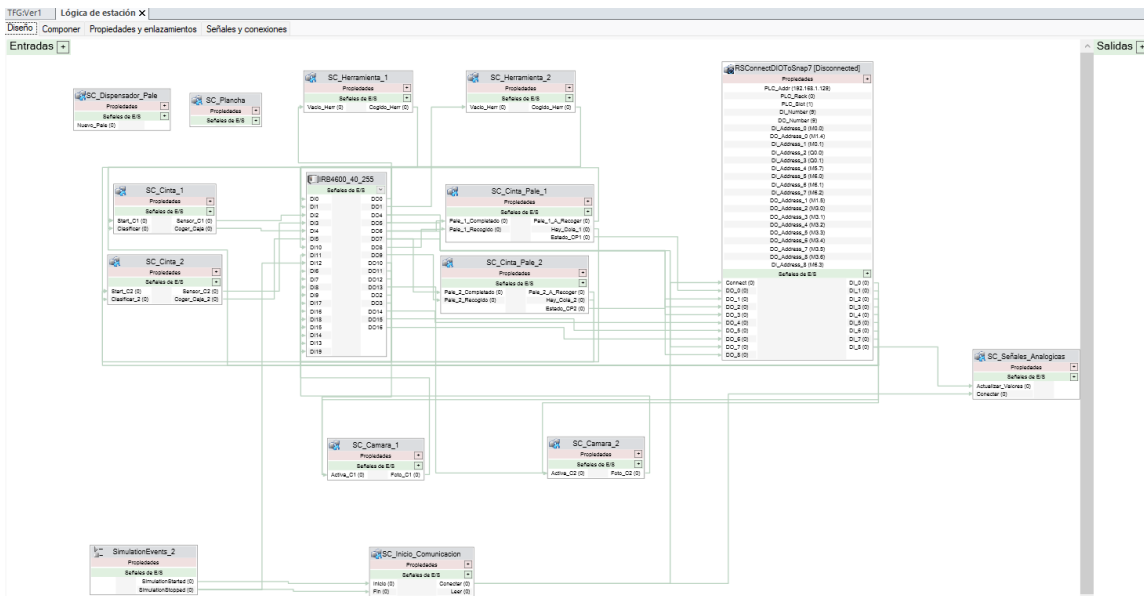 TFG:Ver1 Lógica de estación X
Diseño Componer Propiedades y enlazamientos Señales y conexiones
Entradas +
Salidas +
SC_Dispensador_Pale
Propiedades +
Señales de E/S +
Nuevo_Pale (0)
SC_Plancha
Propiedades +
Señales de E/S +
SC_Herramienta_1
Propiedades +
Señales de E/S +
Vacio_Herr (0) Cogido_Herr (0)
SC_Herramienta_2
Propiedades +
Señales de E/S +
Vacio_Herr (0) Cogido_Herr (0)
RSConnectDIOToSnap7 [Disconnected]
Propiedades +
PLC_Addr (192.168.1.129)
PLC_Rack (0)
PLC_Slot (1)
DI_Number (9)
DO_Number (9)
DI_Address_0 (M0.0)
DO_Address_0 (M1.4)
DI_Address_1 (M0.1)
DI_Address_2 (Q0.0)
DI_Address_3 (Q0.1)
DI_Address_4 (M5.7)
DI_Address_5 (M6.0)
DI_Address_6 (M6.1)
DI_Address_7 (M6.2)
DO_Address_1 (M1.5)
DO_Address_2 (M3.0)
DO_Address_3 (M3.1)
DO_Address_4 (M3.2)
DO_Address_5 (M3.3)
DO_Address_6 (M3.4)
DO_Address_7 (M3.5)
DO_Address_8 (M3.6)
DI_Address_8 (M6.3)
Señales de E/S +
Connect (0) DI_0 (0)
DO_0 (0) DI_1 (0)
DO_1 (0) DI_2 (0)
DO_2 (0) DI_3 (0)
DO_3 (0) DI_4 (0)
DO_4 (0) DI_5 (0)
DO_5 (0) DI_6 (0)
DO_6 (0) DI_7 (0)
DO_7 (0) DI_8 (0)
DO_8 (0)
SC_Cinta_1
Propiedades +
Señales de E/S +
Start_C1 (0) Sensor_C1 (0)
Clasificar (0) Coger_Caja (0)
SC_Cinta_2
Propiedades +
Señales de E/S +
Start_C2 (0) Sensor_C2 (0)
Clasificar_2 (0) Coger_Caja_2 (0)
IRB4600_40_255
Señales de E/S -
DI0 DO0
DI1 DO1
DI2 DO4
DI3 DO5
DI4 DO6
DI5 DO7
DI10 DO8
DI11 DO9
DI12 DO10
DI6 DO11
DI7 DO12
DI8 DO13
DI9 DO2
DI17 DO3
DI16 DO14
DI18 DO15
DI15 DO16
DI14
DI13
DI19
SC_Cinta_Pale_1
Propiedades +
Señales de E/S +
Pale_1_Completado (0) Pale_1_A_Recoger (0)
Pale_1_Recogido (0) Hay_Cola_1 (0)
Estado_CP1 (0)
SC_Cinta_Pale_2
Propiedades +
Señales de E/S +
Pale_2_Completado (0) Pale_2_A_Recoger (0)
Pale_2_Recogido (0) Hay_Cola_2 (0)
Estado_CP2 (0)
SC_Señales_Analogicas
Propiedades +
Señales de E/S +
Actualizar_Valores (0)
Conectar (0)
SC_Camara_1
Propiedades +
Señales de E/S +
Activa_C1 (0) Foto_C1 (0)
SC_Camara_2
Propiedades +
Señales de E/S +
Activa_C2 (0) Foto_C2 (0)
SimulationEvents_2
Propiedades
Señales de E/S
SimulationStarted (0)
SimulationStopped (0)
SC_Inicio_Comunicacion
Propiedades +
Señales de E/S +
Inicio (0) Conectar (0)
Fin (0) Leer (0)